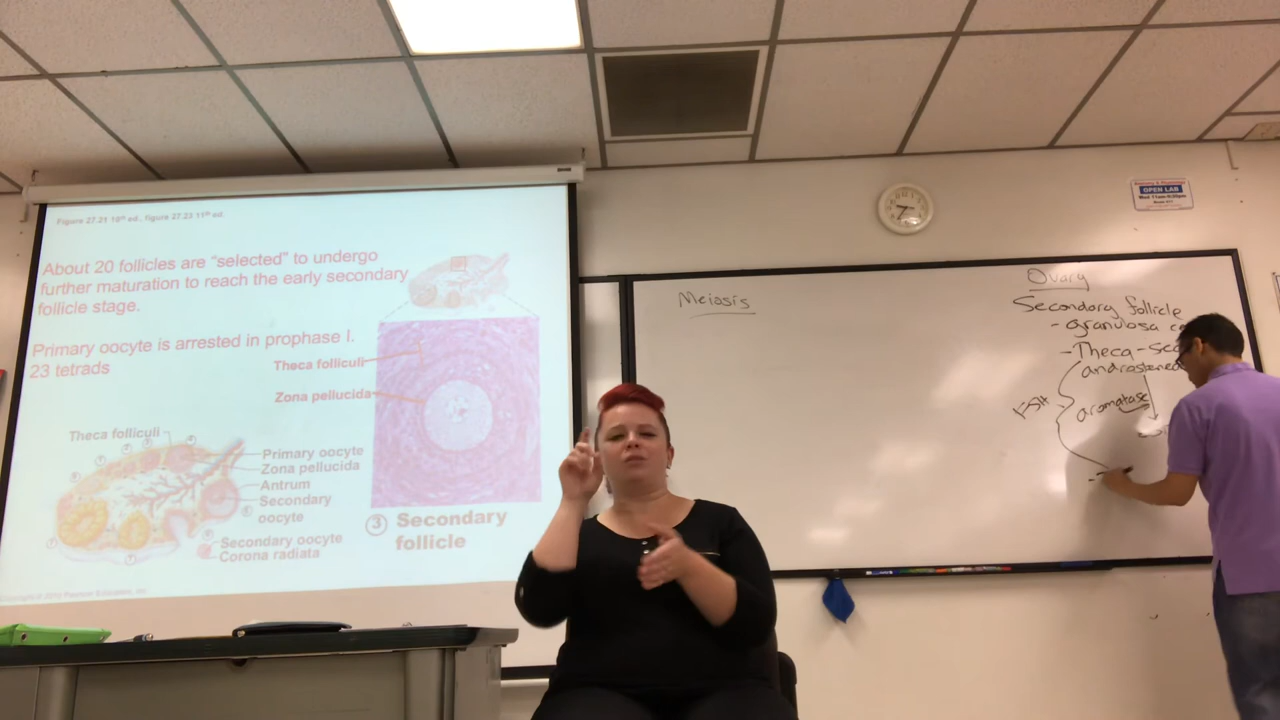 Figure 27.21 10th ed., figure 27.23 11th ed
About 20 follicles are "selected" to undergo
further maturation to reach the early secondary
follicle stage.
Primary oocyte is arrested in prophase I.
23 tetrads
Theca folliculi
Zona pellucida
Theca folliculi
Primary oocyte
Zona pellucida
Antrum
Secondary
oocyte
Secondary oocyte
Corona radiata
3 Secondary
follicle
Meiasis
OPEN LAB
Ovary
Secondary follicle
- granulosa
- Theca-
FSH
aromatase